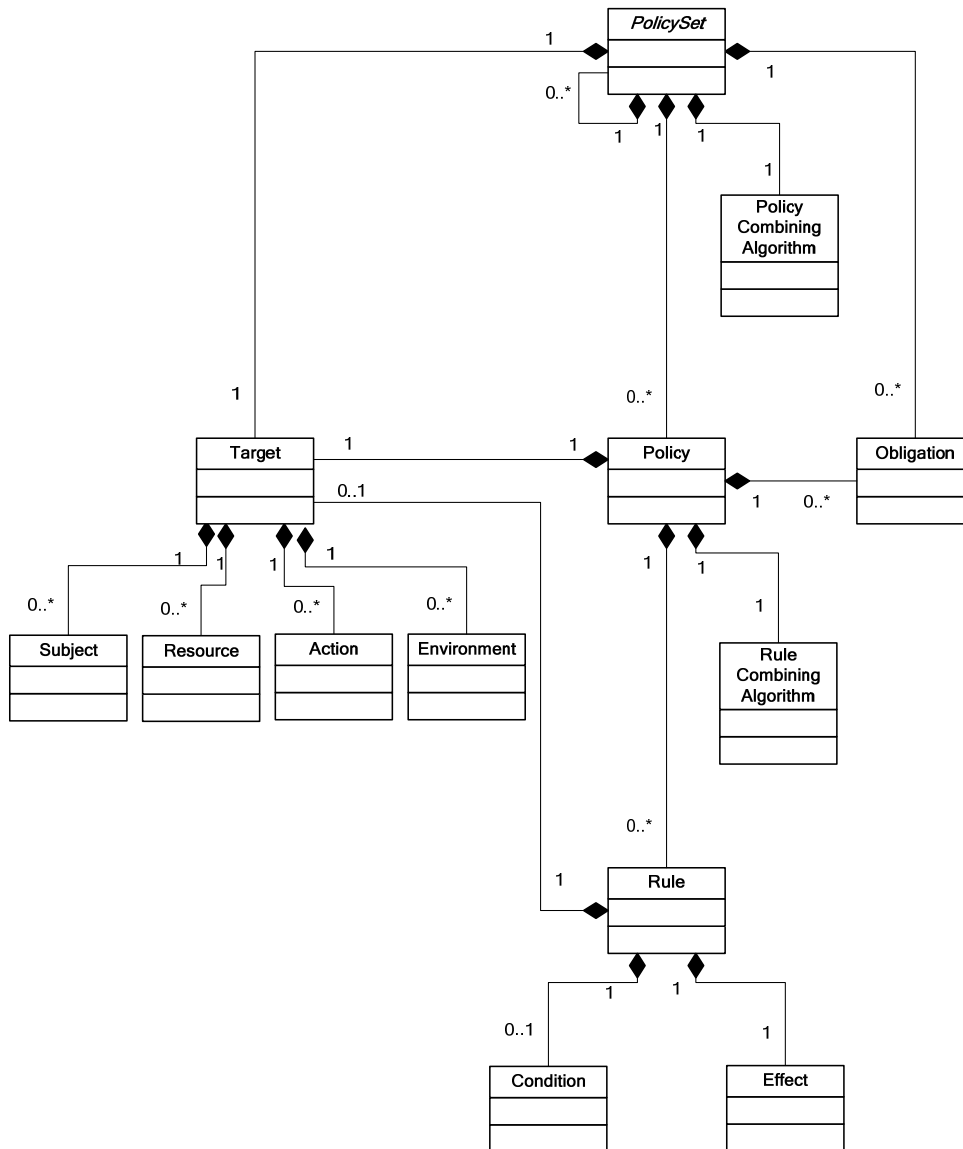 PolicySet
1
1
0..*
1
1
1
1
Policy
Combining
Algorithm
1
0..*
0..*
Target
1
1
Policy
Obligation
0..1
1
0..*
1
1
1
1
1
1
0..*
0..*
0..*
0..*
1
Subject
Resource
Action
Environment
Rule
Combining
Algorithm
0..*
1
Rule
1
1
0..1
1
Condition
Effect